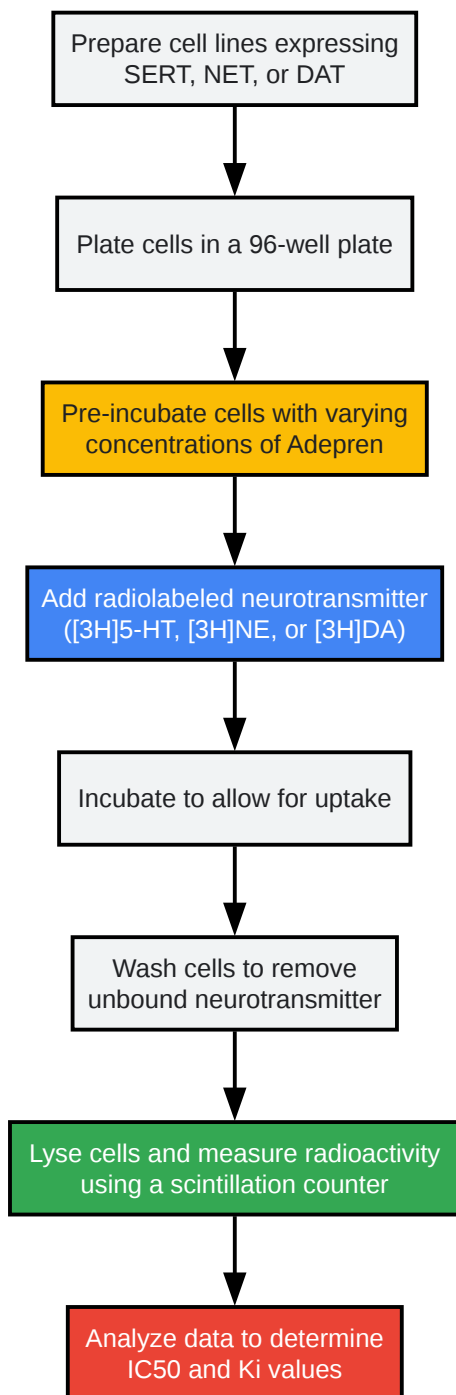 Prepare cell lines expressing
SERT, NET, or DAT
Plate cells in a 96-well plate
Pre-incubate cells with varying
concentrations of Adepren
Add radiolabeled neurotransmitter
([3H]5-HT, [3H]NE, or [3H]DA)
Incubate to allow for uptake
Wash cells to remove
unbound neurotransmitter
Lyse cells and measure radioactivity
using a scintillation counter
Analyze data to determine
IC50 and Ki values